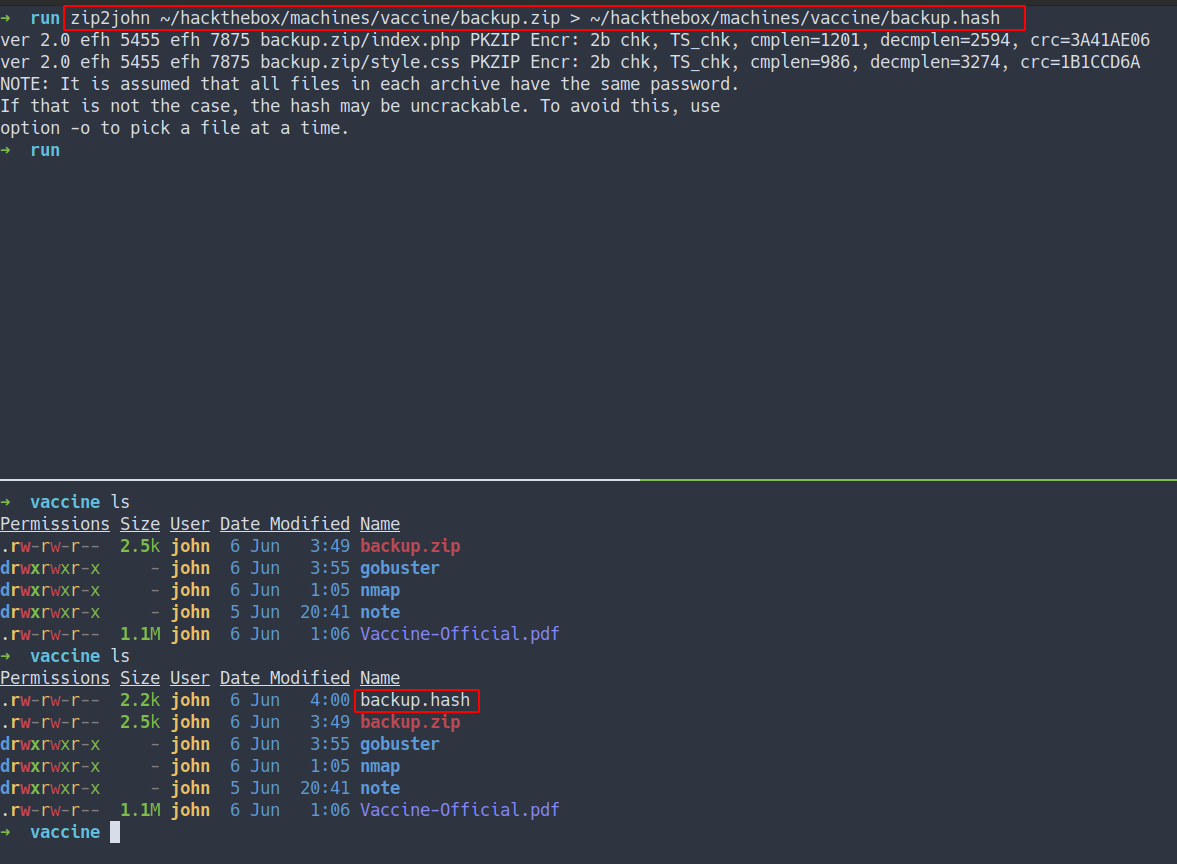 ➜ run zip2john ~/hackthebox/machines/vaccine/backup.zip > ~/hackthebox/machines/vaccine/backup.hash
ver 2.0 efh 5455 efh 7875 backup.zip/index.php PKZIP Encr: 2b chk, TS_chk, cmplen=1201, decmplen=2594, crc=3A41AE06
ver 2.0 efh 5455 efh 7875 backup.zip/style.css PKZIP Encr: 2b chk, TS_chk, cmplen=986, decmplen=3274, crc=1B1CCD6A
NOTE: It is assumed that all files in each archive have the same password.
If that is not the case, the hash may be uncrackable. To avoid this, use
option -o to pick a file at a time.
➜ run
➜ vaccine ls
Permissions Size User Date Modified Name
.rw-rw-r-- 2.5k john 6 Jun 3:49 backup.zip
drwxrwxr-x - john 6 Jun 3:55 gobuster
drwxrwxr-x - john 6 Jun 1:05 nmap
drwxrwxr-x - john 5 Jun 20:41 note
.rw-rw-r-- 1.1M john 6 Jun 1:06 Vaccine-Official.pdf
➜ vaccine ls
Permissions Size User Date Modified Name
.rw-rw-r-- 2.2k john 6 Jun 4:00 backup.hash
.rw-rw-r-- 2.5k john 6 Jun 3:49 backup.zip
drwxrwxr-x - john 6 Jun 3:55 gobuster
drwxrwxr-x - john 6 Jun 1:05 nmap
drwxrwxr-x - john 5 Jun 20:41 note
.rw-rw-r-- 1.1M john 6 Jun 1:06 Vaccine-Official.pdf
➜ vaccine